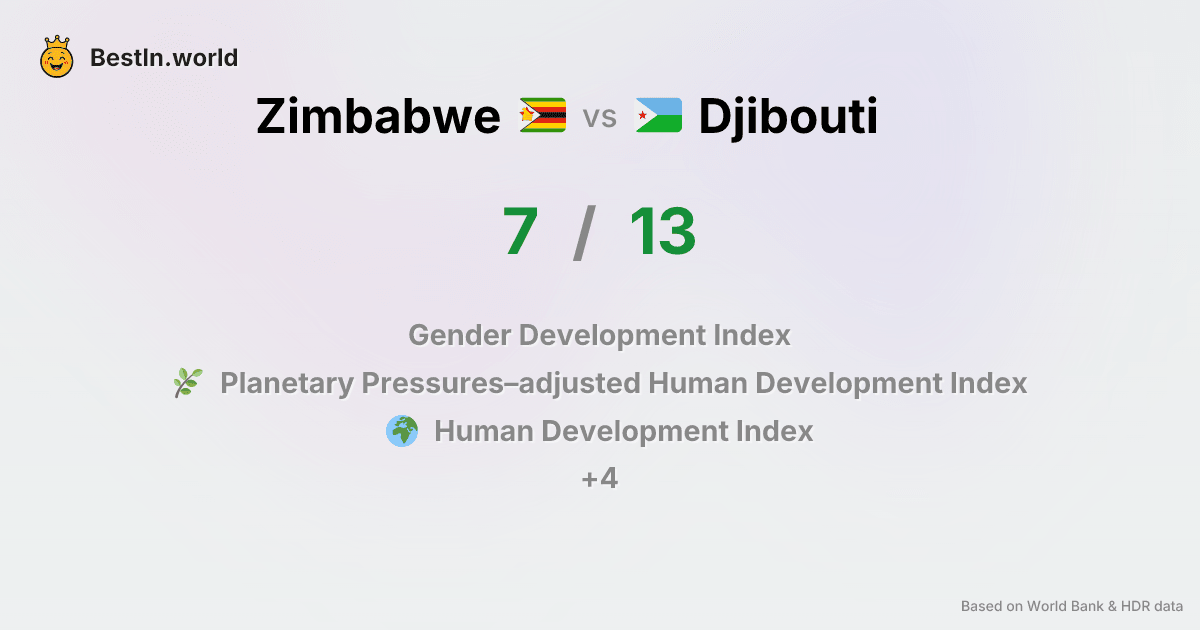 BestIn.world
Zimbabwe vs Djibouti
7 / 13
Gender Development Index
Planetary Pressures–adjusted Human Development Index
Human Development Index
+4
Based on World Bank & HDR data